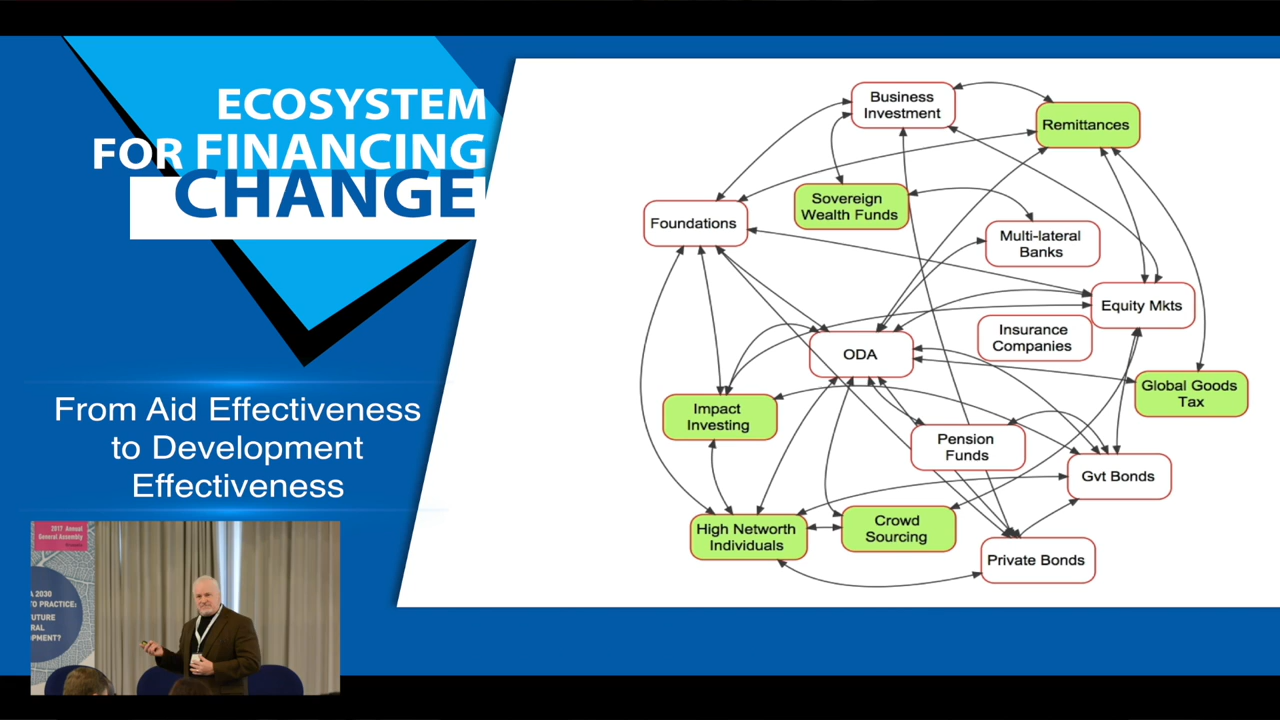 ECOSYSTEM
FOR FINANCING
CHANGE
From Aid Effectiveness
to Development
Effectiveness
Business
Investment
Remittances
Sovereign
Wealth Funds
Foundations
Multi-lateral
Banks
Equity Mkts
Insurance
Companies
ODA
Global Goods
Tax
Impact
Investing
Pension
Funds
Gvt Bonds
High Networth
Individuals
Crowd
Sourcing
Private Bonds
2017 Annual
General Assembly
A 2030
TO PRACTICE:
UTURE
RAL
OPMENT?